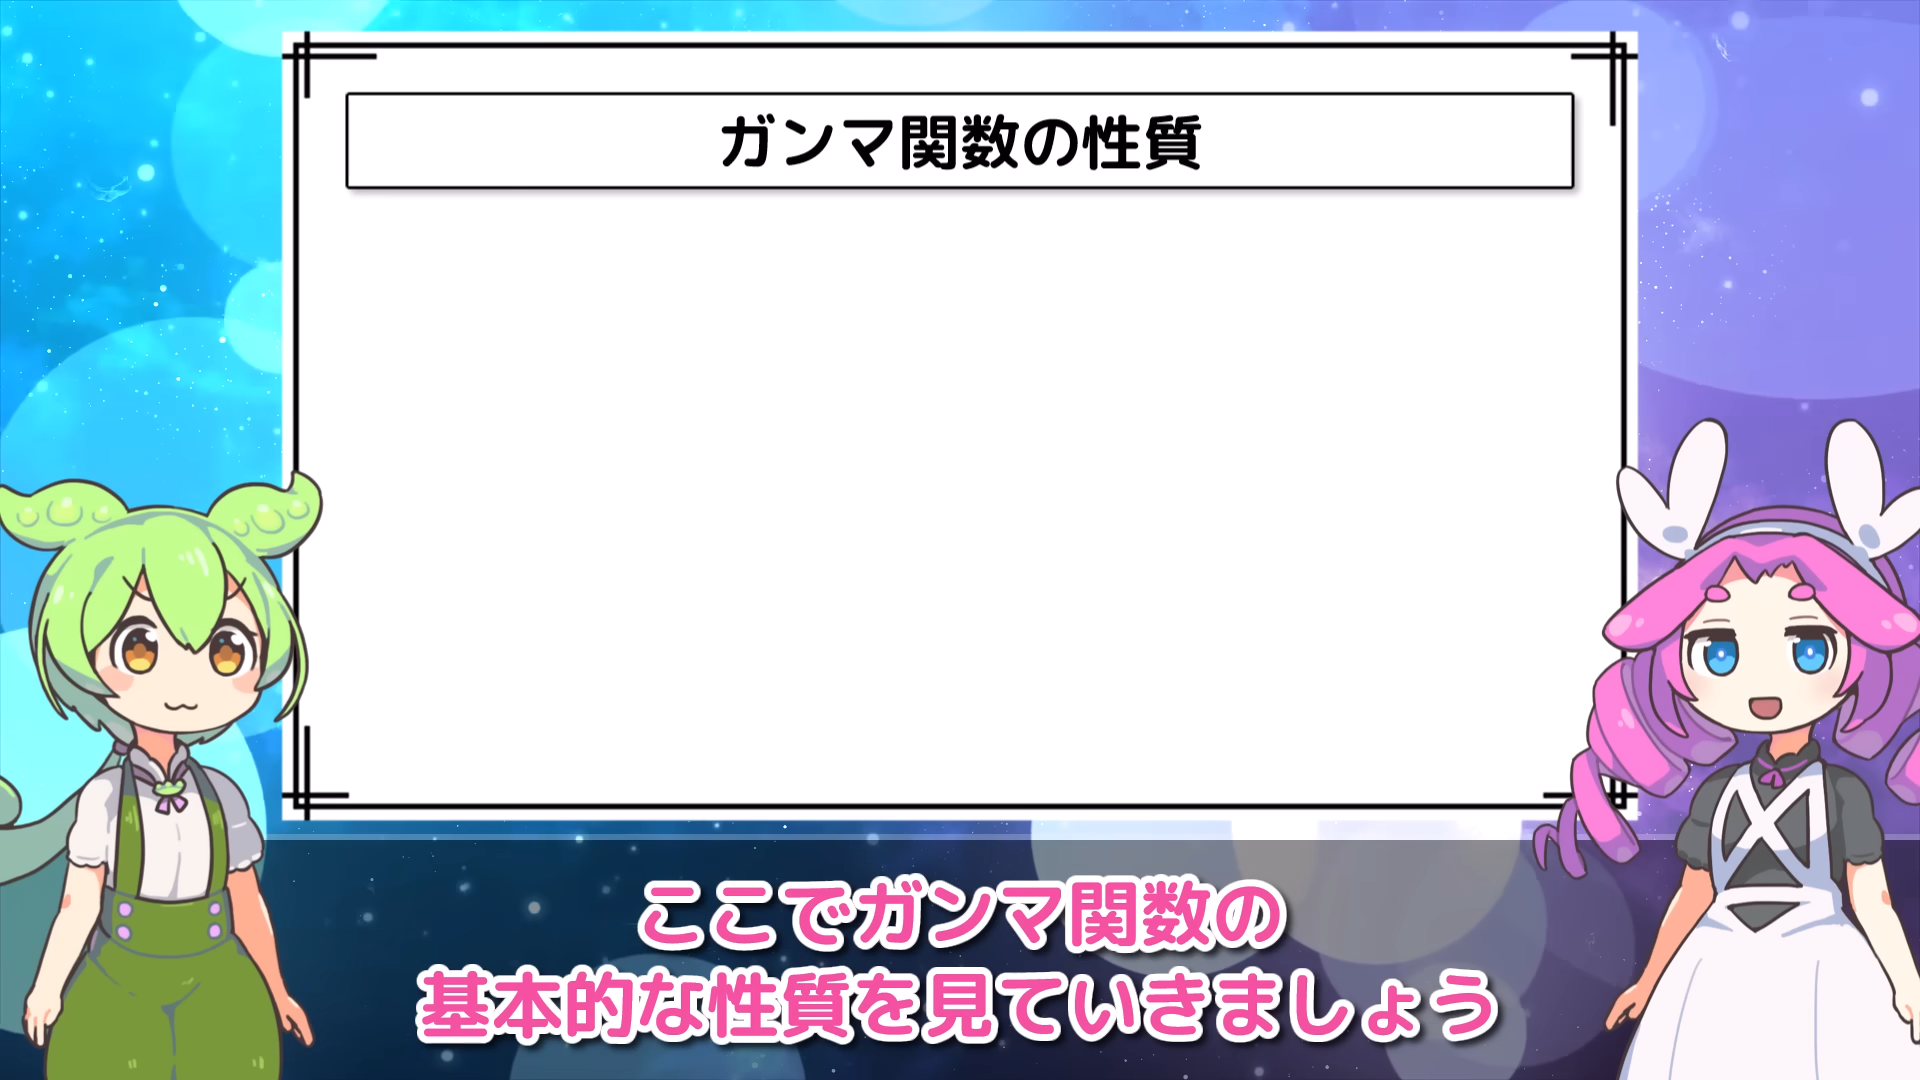 ガンマ関数の性質
ここでガンマ関数の
基本的な性質を見ていきましょう